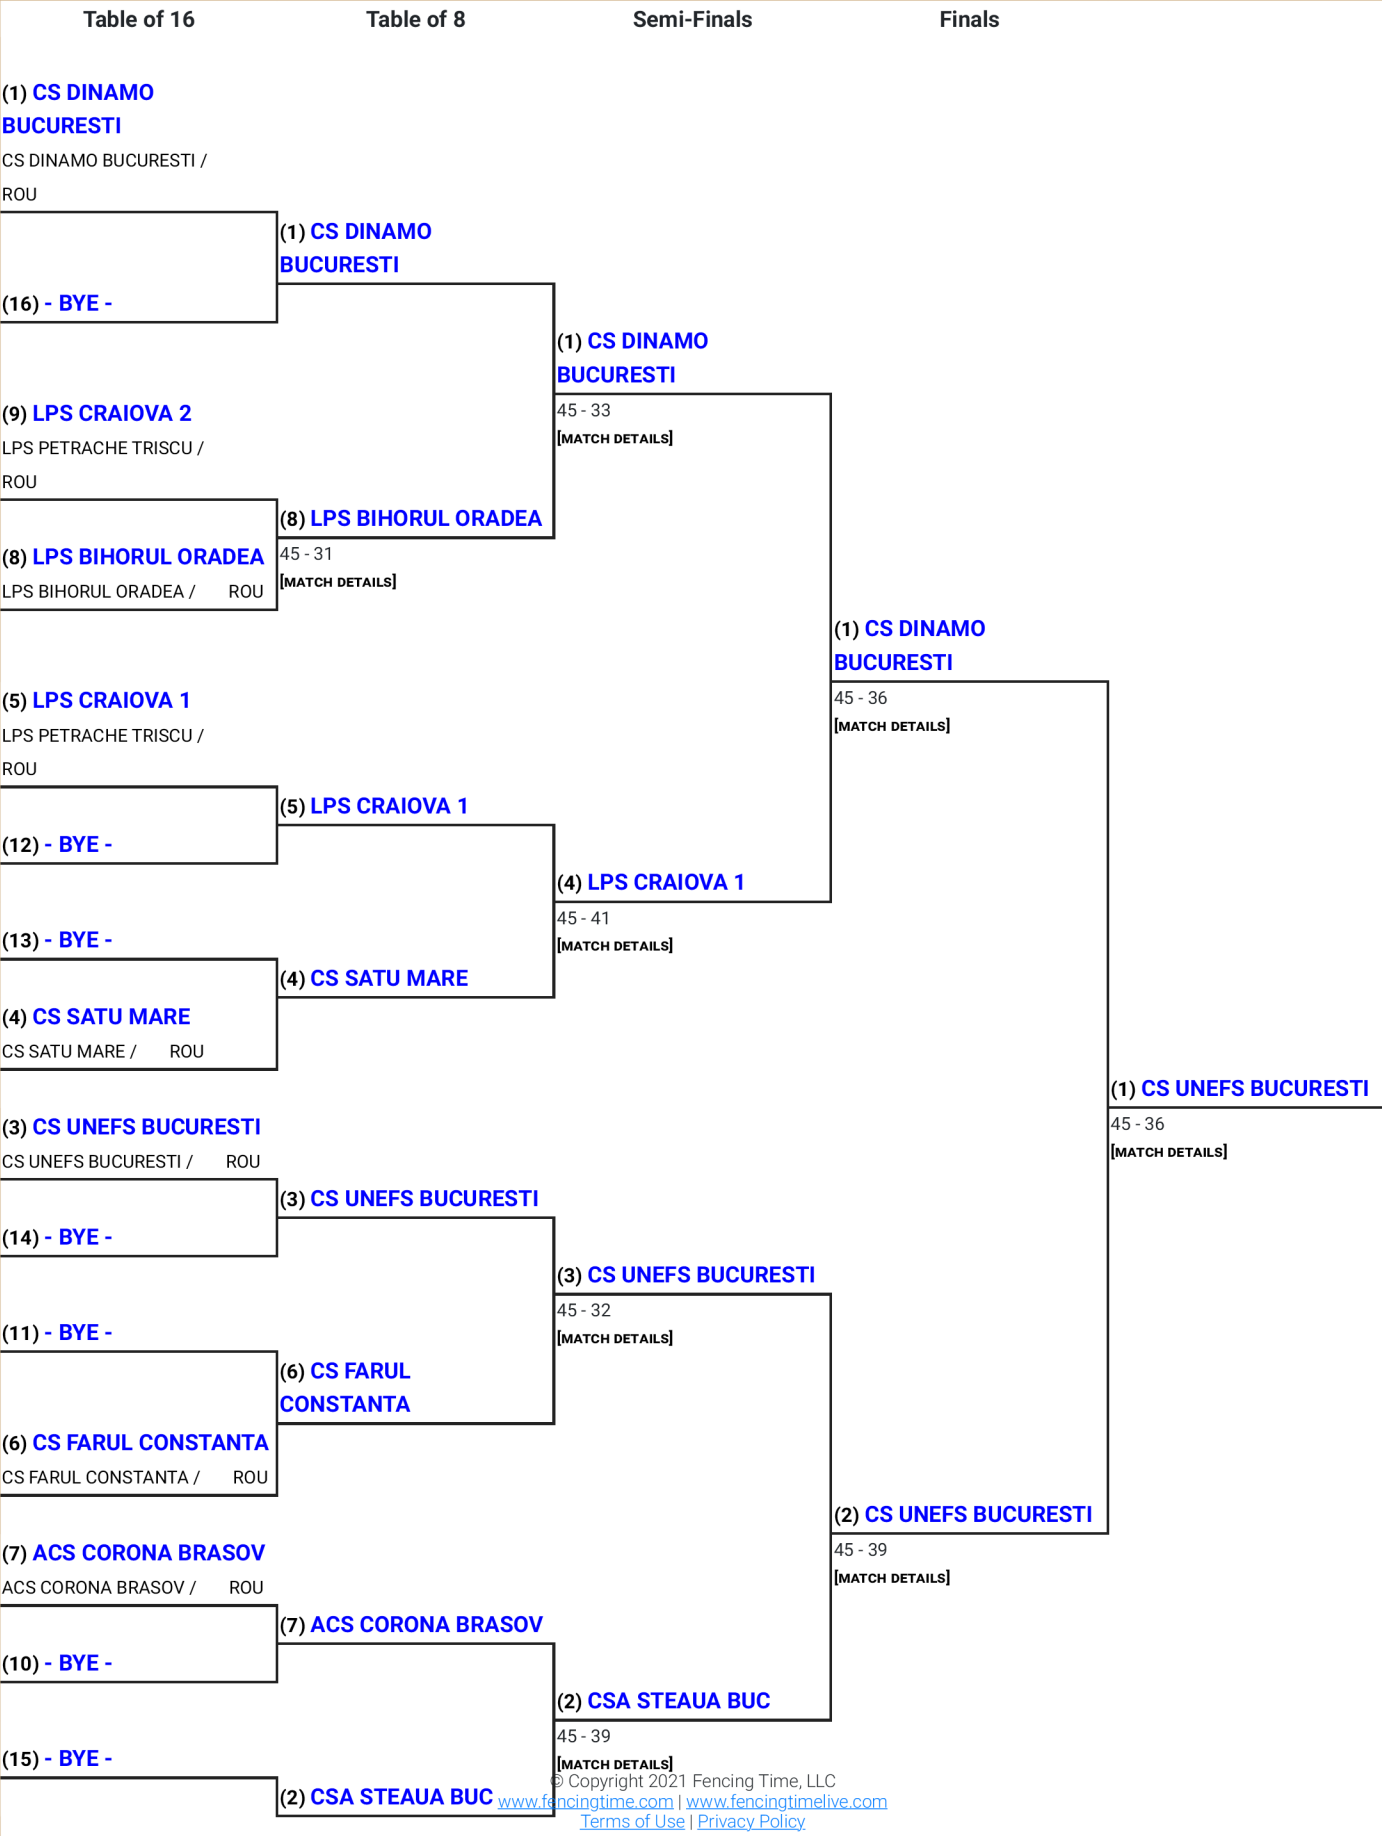 Table of 16
Table of 8
Semi-Finals
Finals
(1) CS DINAMO
BUCURESTI
CS DINAMO BUCURESTI /
ROU
(16) - BYE -
(9) LPS CRAIOVA 2
LPS PETRACHE TRISCU /
ROU
(8) LPS BIHORUL ORADEA
LPS BIHORUL ORADEA / ROU
(5) LPS CRAIOVA 1
LPS PETRACHE TRISCU /
ROU
(12) - BYE -
(13) - BYE -
(4) CS SATU MARE
CS SATU MARE / ROU
(3) CS UNEFS BUCURESTI
CS UNEFS BUCURESTI / ROU
(14) - BYE -
(11) - BYE -
(6) CS FARUL CONSTANTA
CS FARUL CONSTANTA / ROU
(7) ACS CORONA BRASOV
ACS CORONA BRASOV / ROU
(10) - BYE -
(15) - BYE -
(1) CS DINAMO
BUCURESTI
(8) LPS BIHORUL ORADEA
45 - 31
[MATCH DETAILS]
(5) LPS CRAIOVA 1
(4) CS SATU MARE
(3) CS UNEFS BUCURESTI
(6) CS FARUL
CONSTANTA
(7) ACS CORONA BRASOV
(2) CSA STEAUA BUC
(1) CS DINAMO
BUCURESTI
45 - 33
[MATCH DETAILS]
(4) LPS CRAIOVA 1
45 - 41
[MATCH DETAILS]
(3) CS UNEFS BUCURESTI
45 - 32
[MATCH DETAILS]
(2) CSA STEAUA BUC
45 - 39
[MATCH DETAILS]
(1) CS DINAMO
BUCURESTI
45 - 36
[MATCH DETAILS]
(2) CS UNEFS BUCURESTI
45 - 39
[MATCH DETAILS]
(1) CS UNEFS BUCURESTI
45 - 36
[MATCH DETAILS]
© Copyright 2021 Fencing Time, LLC
www.fencingtime.com | www.fencingtimelive.com
Terms of Use | Privacy Policy